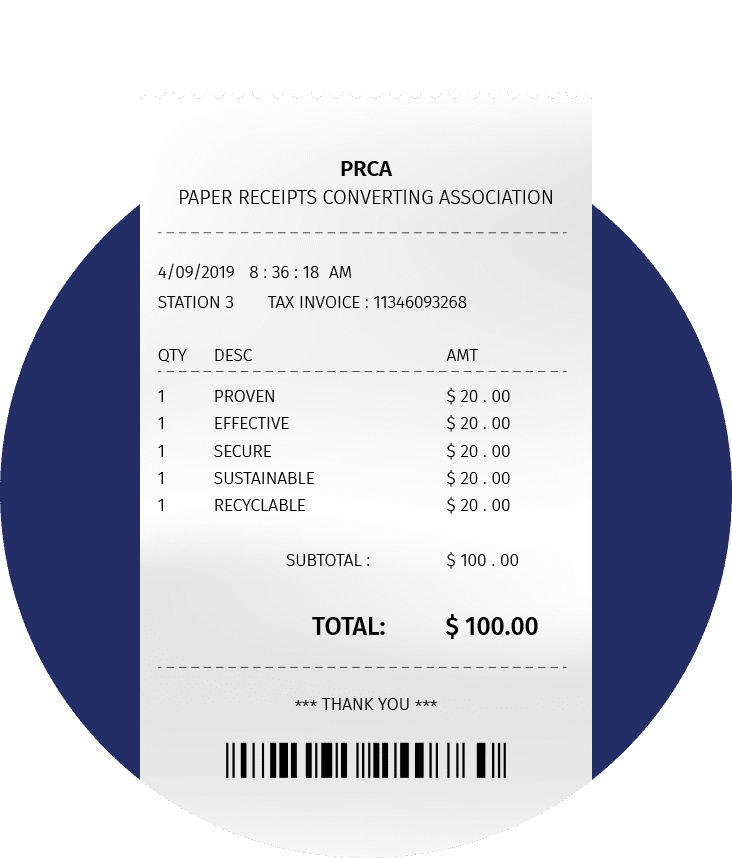 PRCA
PAPER RECEIPTS CONVERTING ASSOCIATION
4/09/2019 8 : 36 : 18 AM
STATION 3 TAX INVOICE : 11346093268
QTY DESC AMT
1 PROVEN $ 20 . 00
1 EFFECTIVE $ 20 . 00
1 SECURE $ 20 . 00
1 SUSTAINABLE $ 20 . 00
1 RECYCLABLE $ 20 . 00
SUBTOTAL : $ 100 . 00
TOTAL: $ 100.00
*** THANK YOU ***